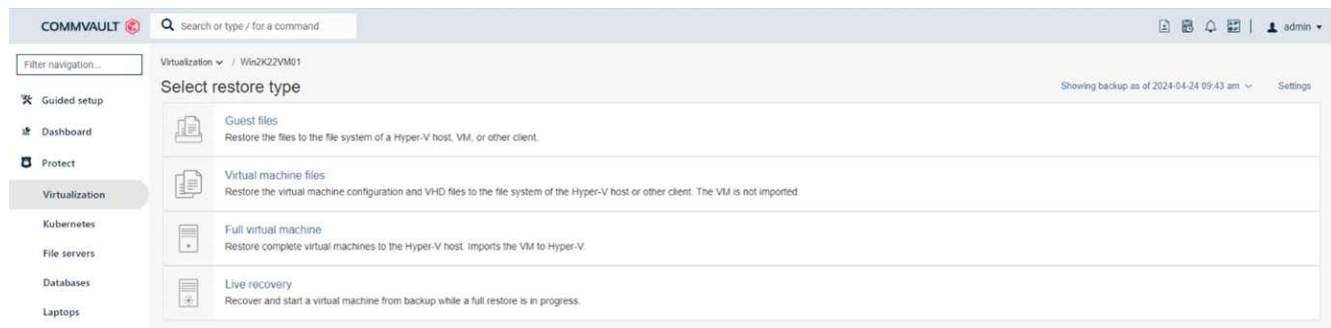 COMMVAULT
Search or type / for a command
admin
Filter navigation...
Virtualization / Win2K22VM01
Guided setup
Select restore type
Showing backup as of 2024-04-24 09:43 am
Settings
Dashboard
Protect
Virtualization
Kubernetes
File servers
Databases
Laptops
Guest files
Restore the files to the file system of a Hyper-V host, VM, or other client.
Virtual machine files
Restore the virtual machine configuration and VHD files to the file system of the Hyper-V host or other client. The VM is not imported.
Full virtual machine
Restore complete virtual machines to the Hyper-V host. Imports the VM to Hyper-V.
Live recovery
Recover and start a virtual machine from backup while a full restore is in progress.